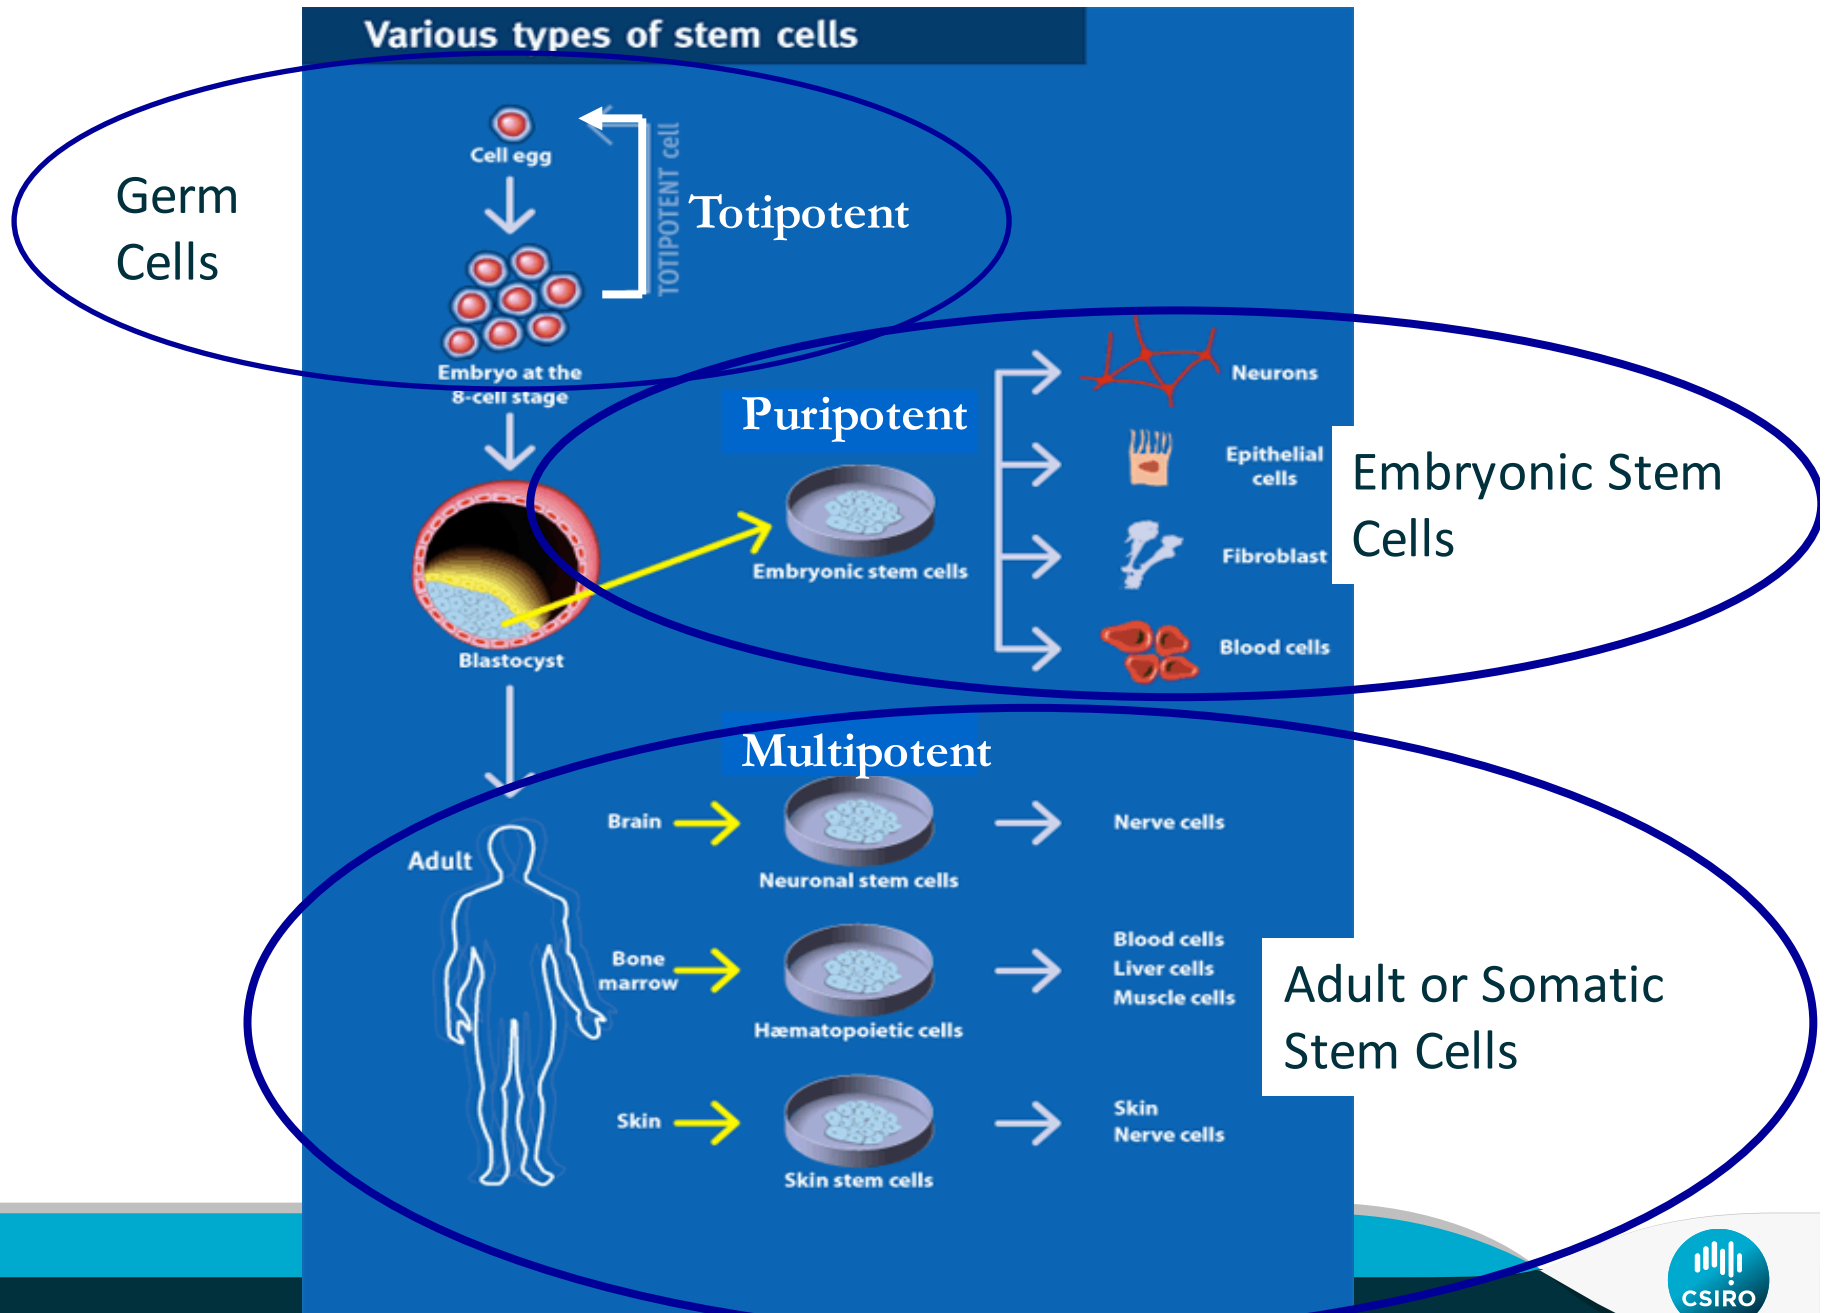 Various types of stem cells
Cell egg
TOTIPOTENT cell
Totipotent
Germ
Cells
Embryo at the
8-cell stage
Puripotent
Neurons
Epithelial
cells
Embryonic Stem
Cells
Fibroblast
Embryonic stem cells
Blood cells
Blastocyst
Multipotent
Brain
Nerve cells
Adult
Neuronal stem cells
Bone
marrow
Blood cells
Liver cells
Muscle cells
Adult or Somatic
Stem Cells
Hæmatopoietic cells
Skin
Skin
Nerve cells
Skin stem cells
CSIRO